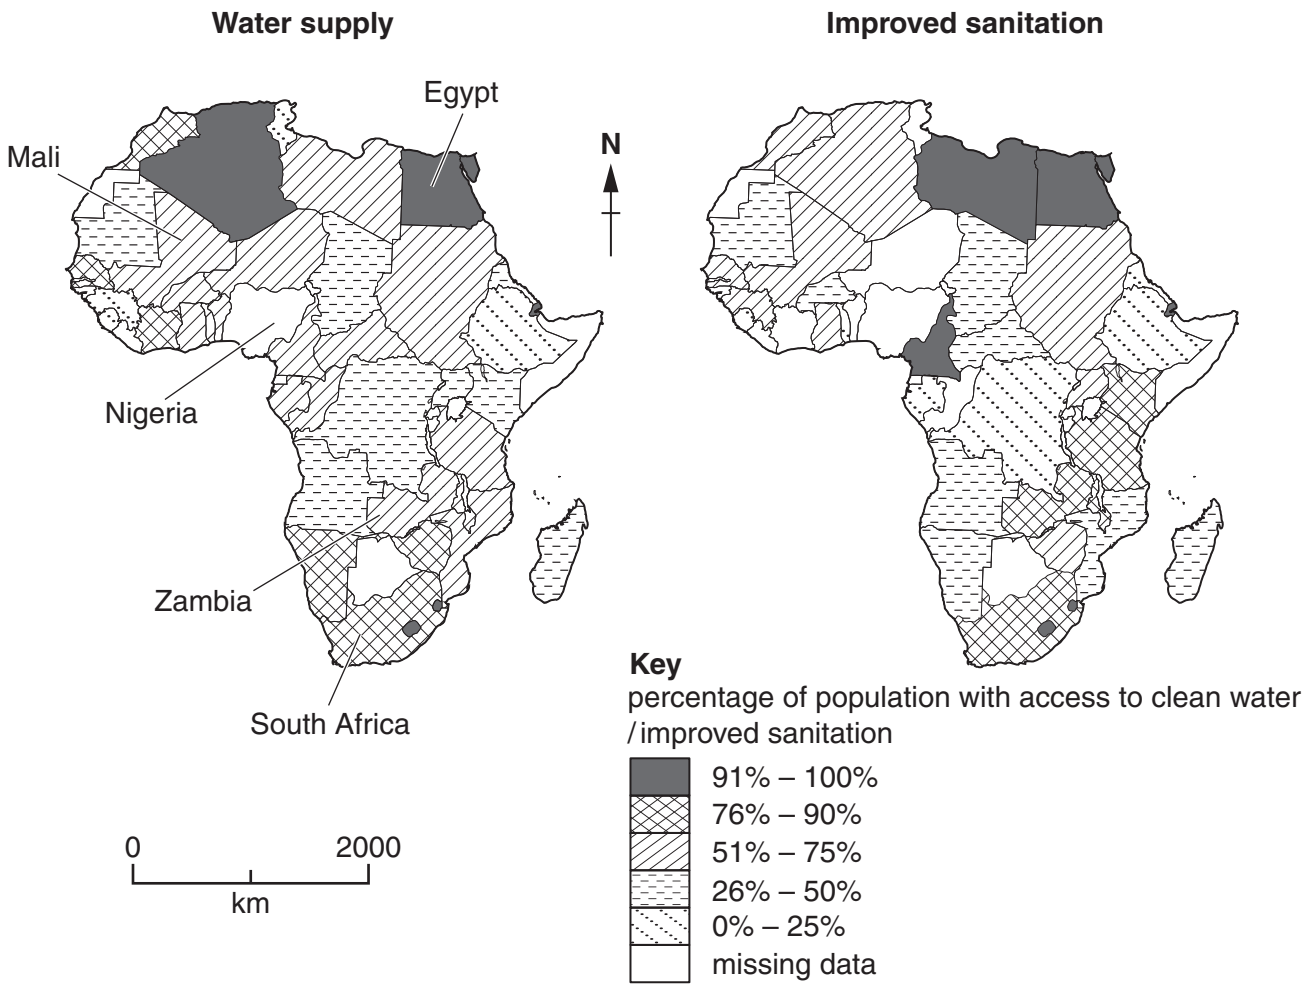 Water supply
Improved sanitation
Egypt
Mali
N
Nigeria
Zambia
South Africa
Key
percentage of population with access to clean water
/improved sanitation
91% – 100%
76% – 90%
51% – 75%
26% – 50%
0% – 25%
missing data
0 2000
km